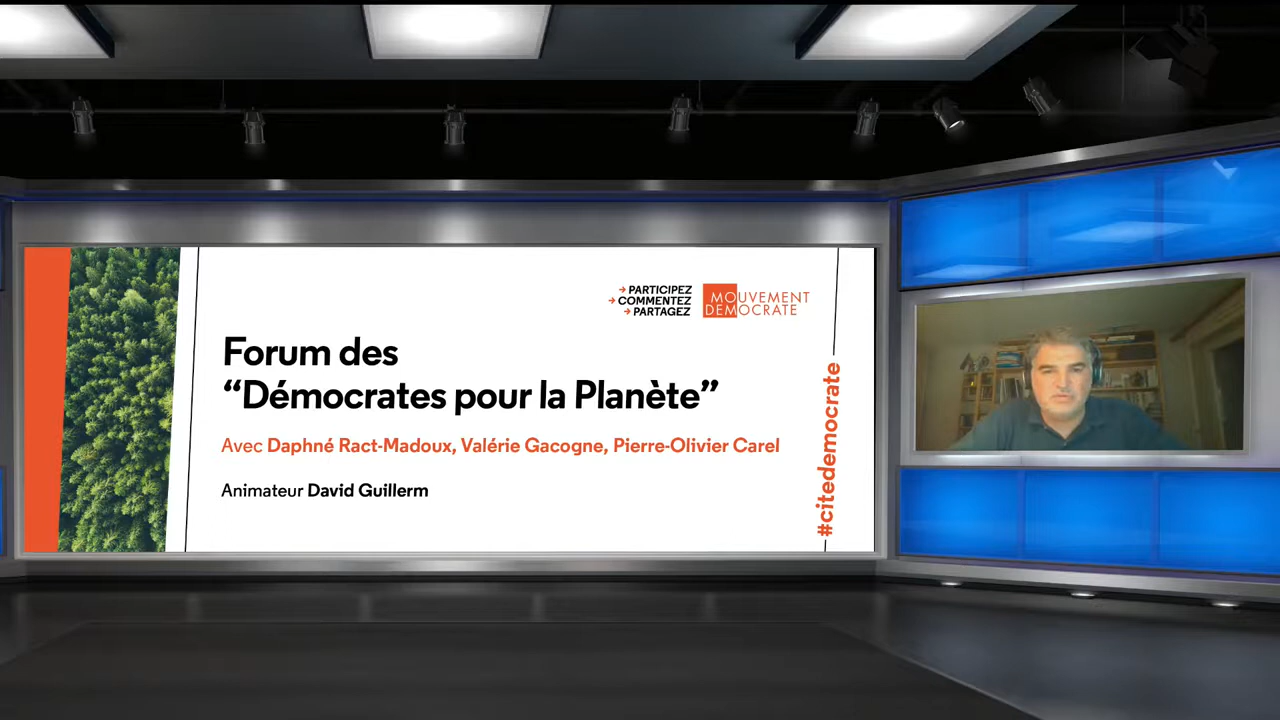 →PARTICIPEZ
→COMMENTEZ
→PARTAGEZ
MOUVEMENT
DEMOCRATE
Forum des
“Démocrates pour la Planète”
Avec Daphné Ract-Madoux, Valérie Gacogne, Pierre-Olivier Carel
Animateur David Guillerm
#citedemocrate